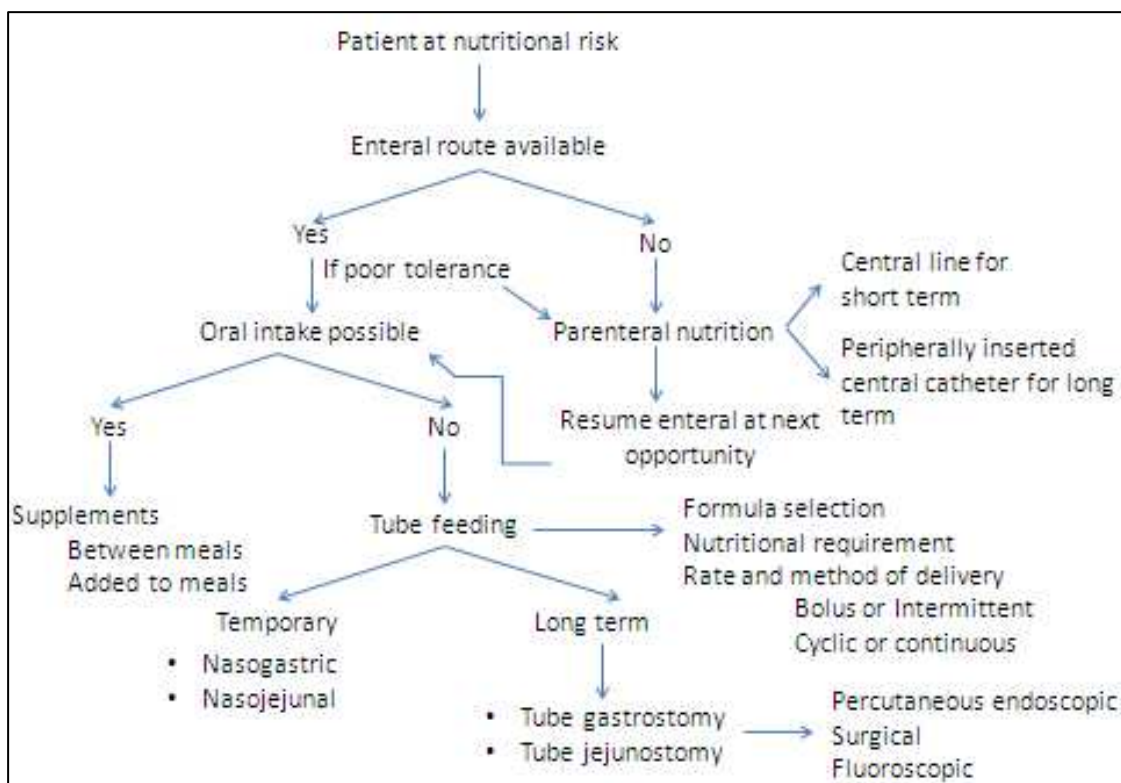 Patient at nutritional risk
Enteral route available
Yes
No
If poor tolerance
Central line for
short term
Oral intake possible
Parenteral nutrition
Peripherally inserted
central catheter for long
term
Yes
No
Resume enteral at next
opportunity
Supplements
Between meals
Added to meals
Tube feeding
Formula selection
Nutritional requirement
Rate and method of delivery
Bolus or Intermittent
Cyclic or continuous
Temporary
• Nasogastric
• Nasojejunal
Long term
• Tube gastrostomy
• Tube jejunostomy
Percutaneous endoscopic
Surgical
Fluoroscopic